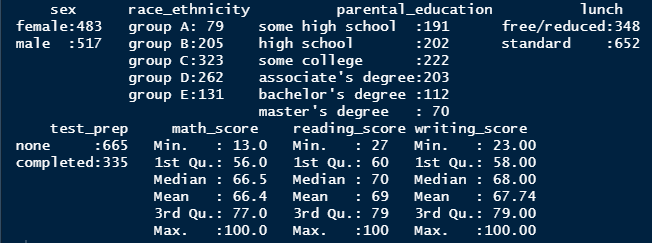 sex       race_ethnicity        parental_education          lunch
 female:483   group A: 79    some high school  :191      free/reduced:348
 male  :517   group B:205    high school       :202      standard    :652
              group C:323    some college      :222
              group D:262    associate's degree:203
              group E:131    bachelor's degree :112
                             master's degree   : 70
     test_prep     math_score      reading_score writing_score
 none     :665   Min.   : 13.0   Min.   : 27   Min.   : 23.00
 completed:335   1st Qu.: 56.0   1st Qu.: 60   1st Qu.: 58.00
                 Median : 66.5   Median : 70   Median : 68.00
                 Mean   : 66.4   Mean   : 69   Mean   : 67.74
                 3rd Qu.: 77.0   3rd Qu.: 79   3rd Qu.: 79.00
                 Max.   :100.0   Max.   :100   Max.   :100.00